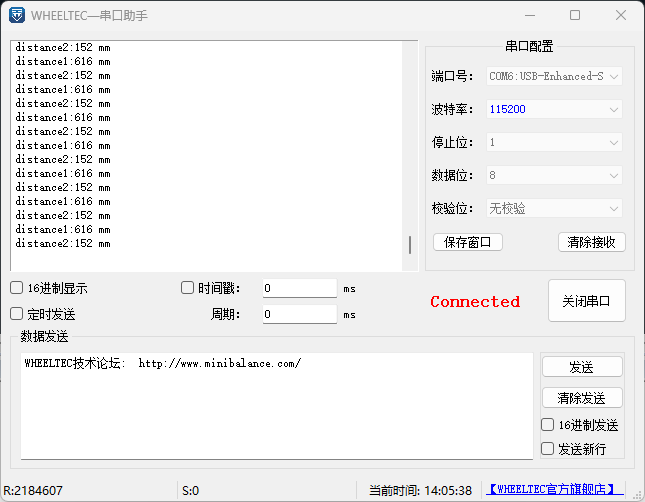 WHEELTEC—串口助手
distance2:152 mm
distance1:616 mm
distance2:152 mm
distance1:616 mm
distance2:152 mm
distance1:616 mm
distance2:152 mm
distance1:616 mm
distance2:152 mm
distance1:616 mm
distance2:152 mm
distance1:616 mm
distance2:152 mm
distance1:616 mm
distance2:152 mm
串口配置
端口号： COM6:USB-Enhanced-S
波特率： 115200
停止位： 1
数据位： 8
校验位： 无校验
保存窗口 清除接收
16进制显示 时间戳： 0 ms
定时发送 周期： 0 ms
Connected 关闭串口
数据发送
WHEELTEC技术论坛: http://www.minibalance.com/
发送
清除发送
16进制发送
发送新行
R:2184607 S:0 当前时间: 14:05:38 【WHEELTEC官方旗舰店】